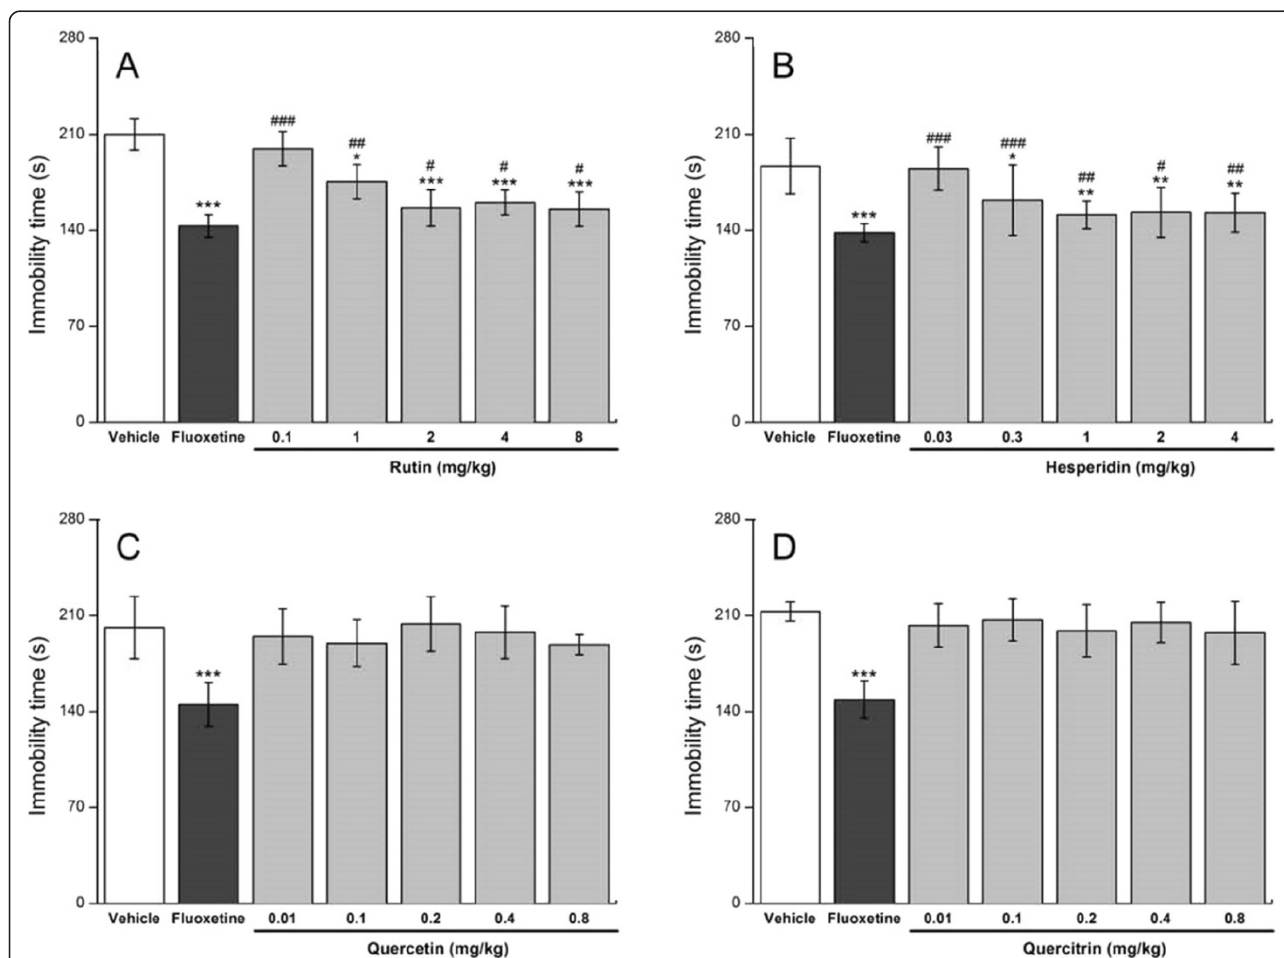 A
280
210
140
70
0
Immobility time (s)
***
###
##
*
#
***
#
***
#
***
Vehicle Fluoxetine 0.1 1 2 4 8
Rutin (mg/kg)
B
280
210
140
70
0
Immobility time (s)
***
###
###
*
##
**
#
**
##
**
Vehicle Fluoxetine 0.03 0.3 1 2 4
Hesperidin (mg/kg)
C
280
210
140
70
0
Immobility time (s)
***
Vehicle Fluoxetine 0.01 0.1 0.2 0.4 0.8
Quercetin (mg/kg)
D
280
210
140
70
0
Immobility time (s)
***
Vehicle Fluoxetine 0.01 0.1 0.2 0.4 0.8
Quercitrin (mg/kg)